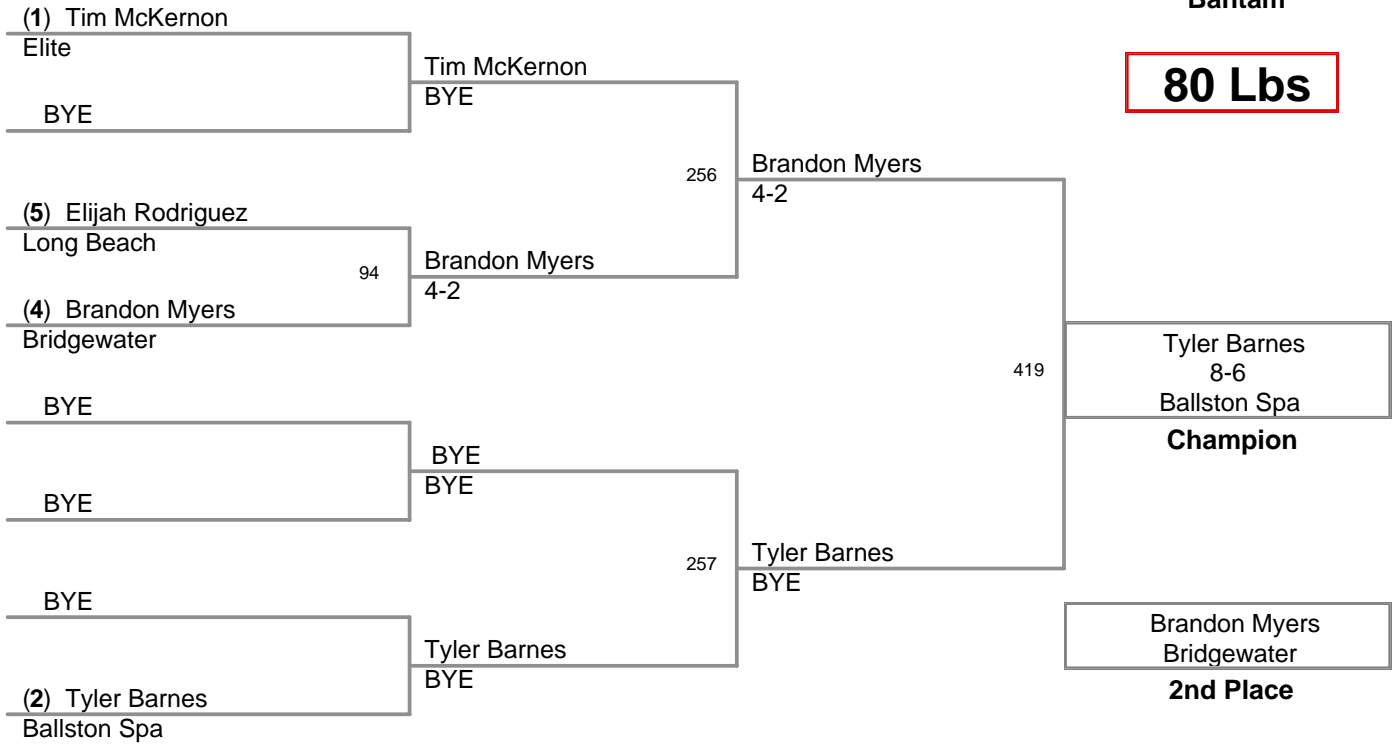 Bantam
80 Lbs
(1) Tim McKernon
Elite
BYE
(5) Elijah Rodriguez
Long Beach
94
(4) Brandon Myers
Bridgewater
BYE
BYE
BYE
(2) Tyler Barnes
Ballston Spa
Tim McKernon
BYE
256
Brandon Myers
4-2
BYE
BYE
257
Tyler Barnes
BYE
Brandon Myers
4-2
419
Tyler Barnes
BYE
Tyler Barnes
8-6
Ballston Spa
Champion
Brandon Myers
Bridgewater
2nd Place